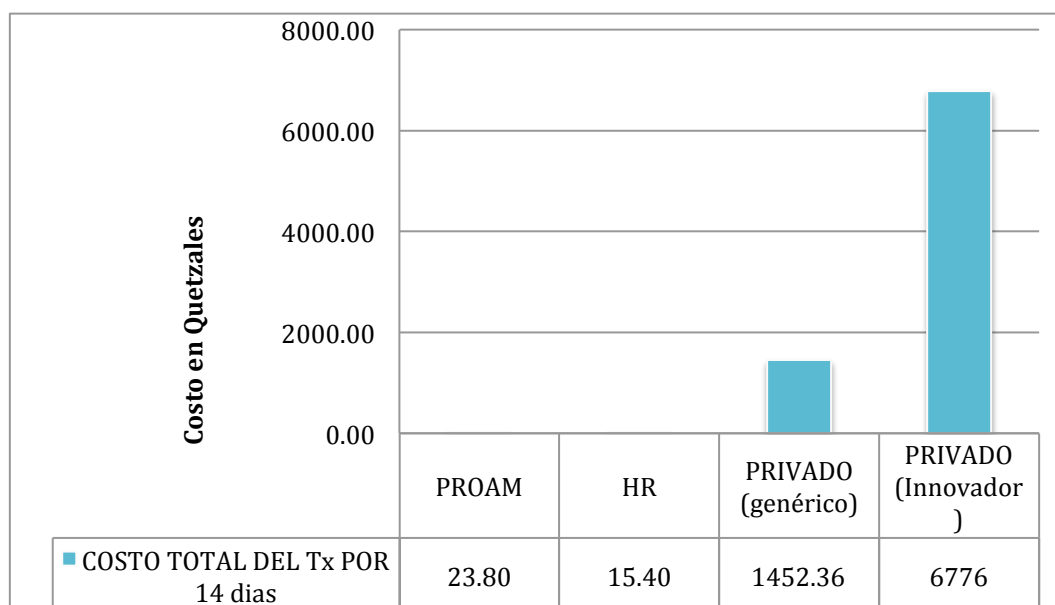 8000.00
6000.00
4000.00
2000.00
0.00
Costo en Quetzales
PROAM
HR
PRIVADO
(genérico)
PRIVADO
(Innovador
)
COSTO TOTAL DEL Tx POR
14 dias
23.80
15.40
1452.36
6776